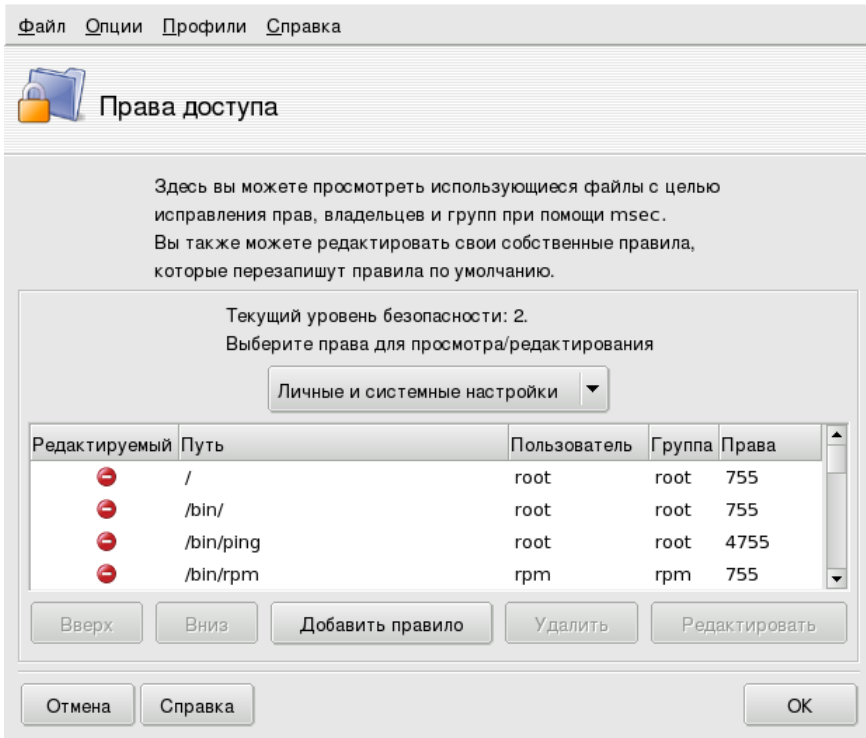 Файл Опции Профили Справка
Права доступа
Здесь вы можете просмотреть использующиеся файлы с целью
исправления прав, владельцев и групп при помощи msec.
Вы также можете редактировать свои собственные правила,
которые перезапишут правила по умолчанию.
Текущий уровень безопасности: 2.
Выберите права для просмотра/редактирования
Личные и системные настройки
Редактируемый Путь Пользователь Группа Права
/ root root 755
/bin/ root root 755
/bin/ping root root 4755
/bin/rpm rpm rpm 755
Вверх Вниз Добавить правило Удалить Редактировать
Отмена Справка OK